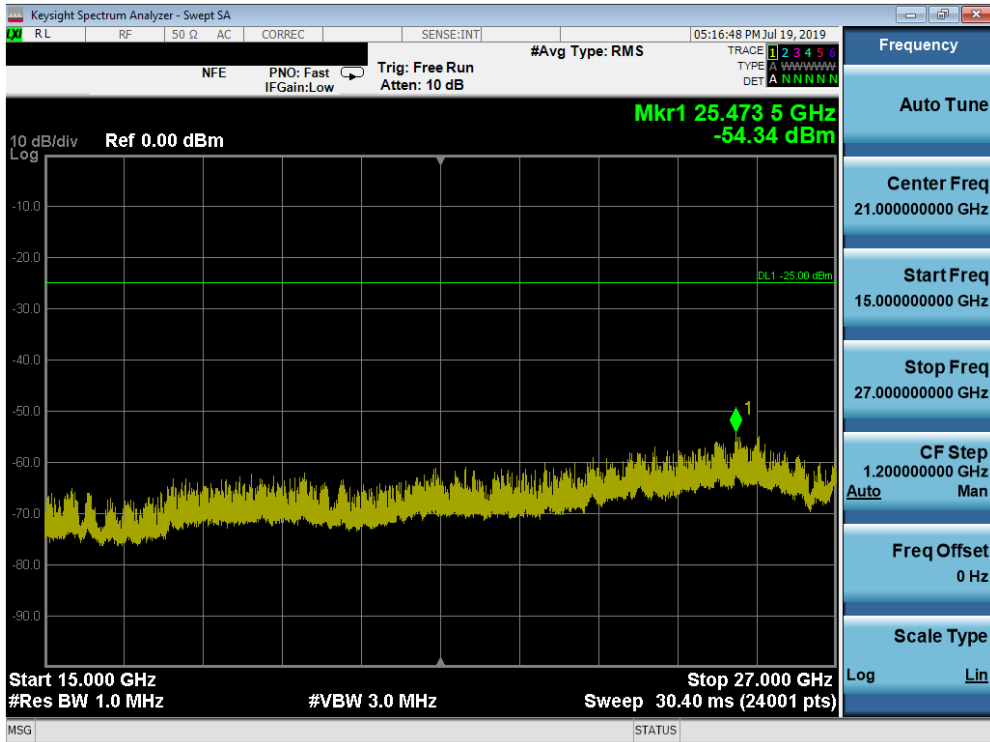 Keysight Spectrum Analyzer - Swept SA
LXI RL RF 50 Ω AC CORREC SENSE:INT 05:16:48 PM Jul 19, 2019
#Avg Type: RMS TRACE 1 2 3 4 5 6
NFE PNO: Fast Trig: Free Run TYPE A WWWWW
IFGain:Low Atten: 10 dB DET A N N N N N
Mkr1 25.473 5 GHz
-54.34 dBm
10 dB/div Ref 0.00 dBm
Log
-10.0
-20.0
DL1 -25.00 dBm
-30.0
-40.0
-50.0
1
-60.0
-70.0
-80.0
-90.0
Start 15.000 GHz Stop 27.000 GHz
#Res BW 1.0 MHz #VBW 3.0 MHz Sweep 30.40 ms (24001 pts)
MSG STATUS
Frequency
Auto Tune
Center Freq
21.000000000 GHz
Start Freq
15.000000000 GHz
Stop Freq
27.000000000 GHz
CF Step
1.200000000 GHz
Auto Man
Freq Offset
0 Hz
Scale Type
Log Lin